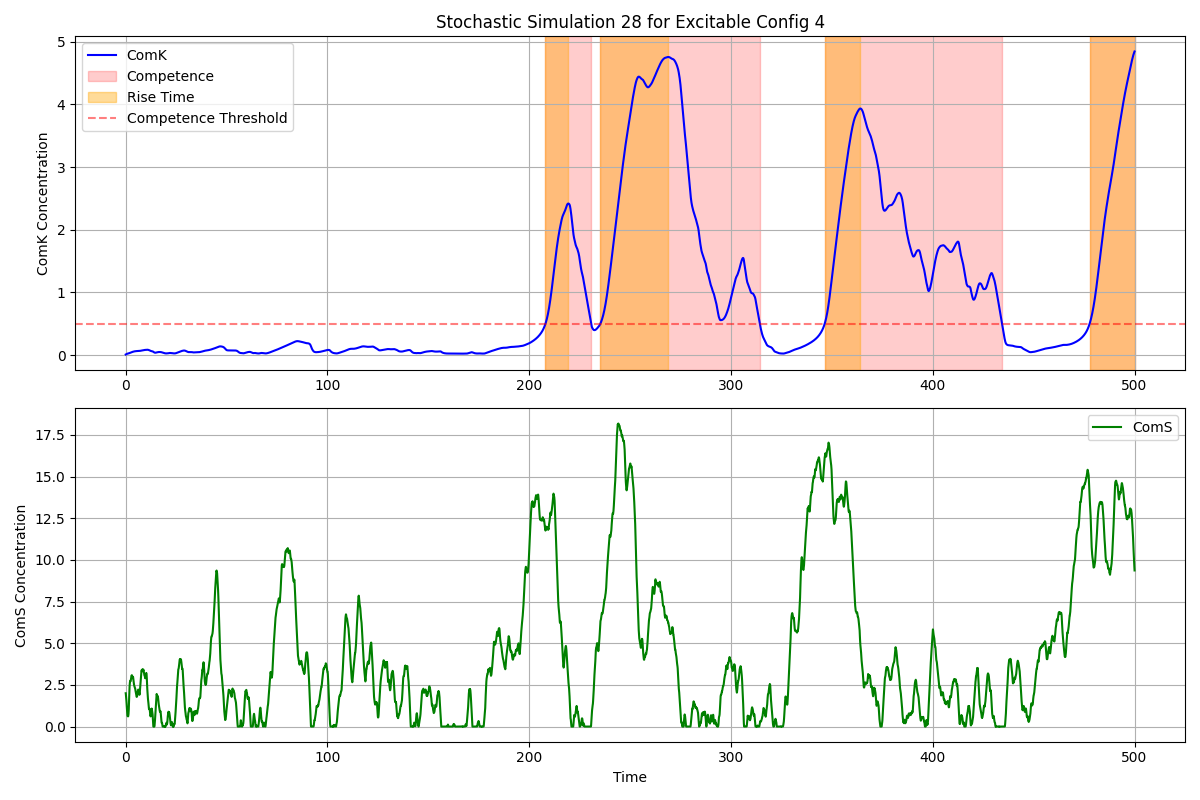 Stochastic Simulation 28 for Excitable Config 4
ComK
Competence
Rise Time
Competence Threshold
ComK Concentration
5
4
3
2
1
0
0 100 200 300 400 500
ComS
ComS Concentration
17.5
15.0
12.5
10.0
7.5
5.0
2.5
0.0
0 100 200 300 400 500
Time